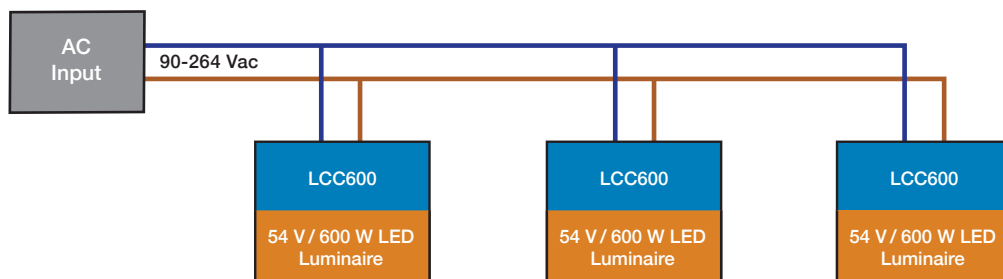 AC
Input
90-264 Vac
LCC600
LCC600
LCC600
54 V / 600 W LED
Luminaire
54 V / 600 W LED
Luminaire
54 V / 600 W LED
Luminaire